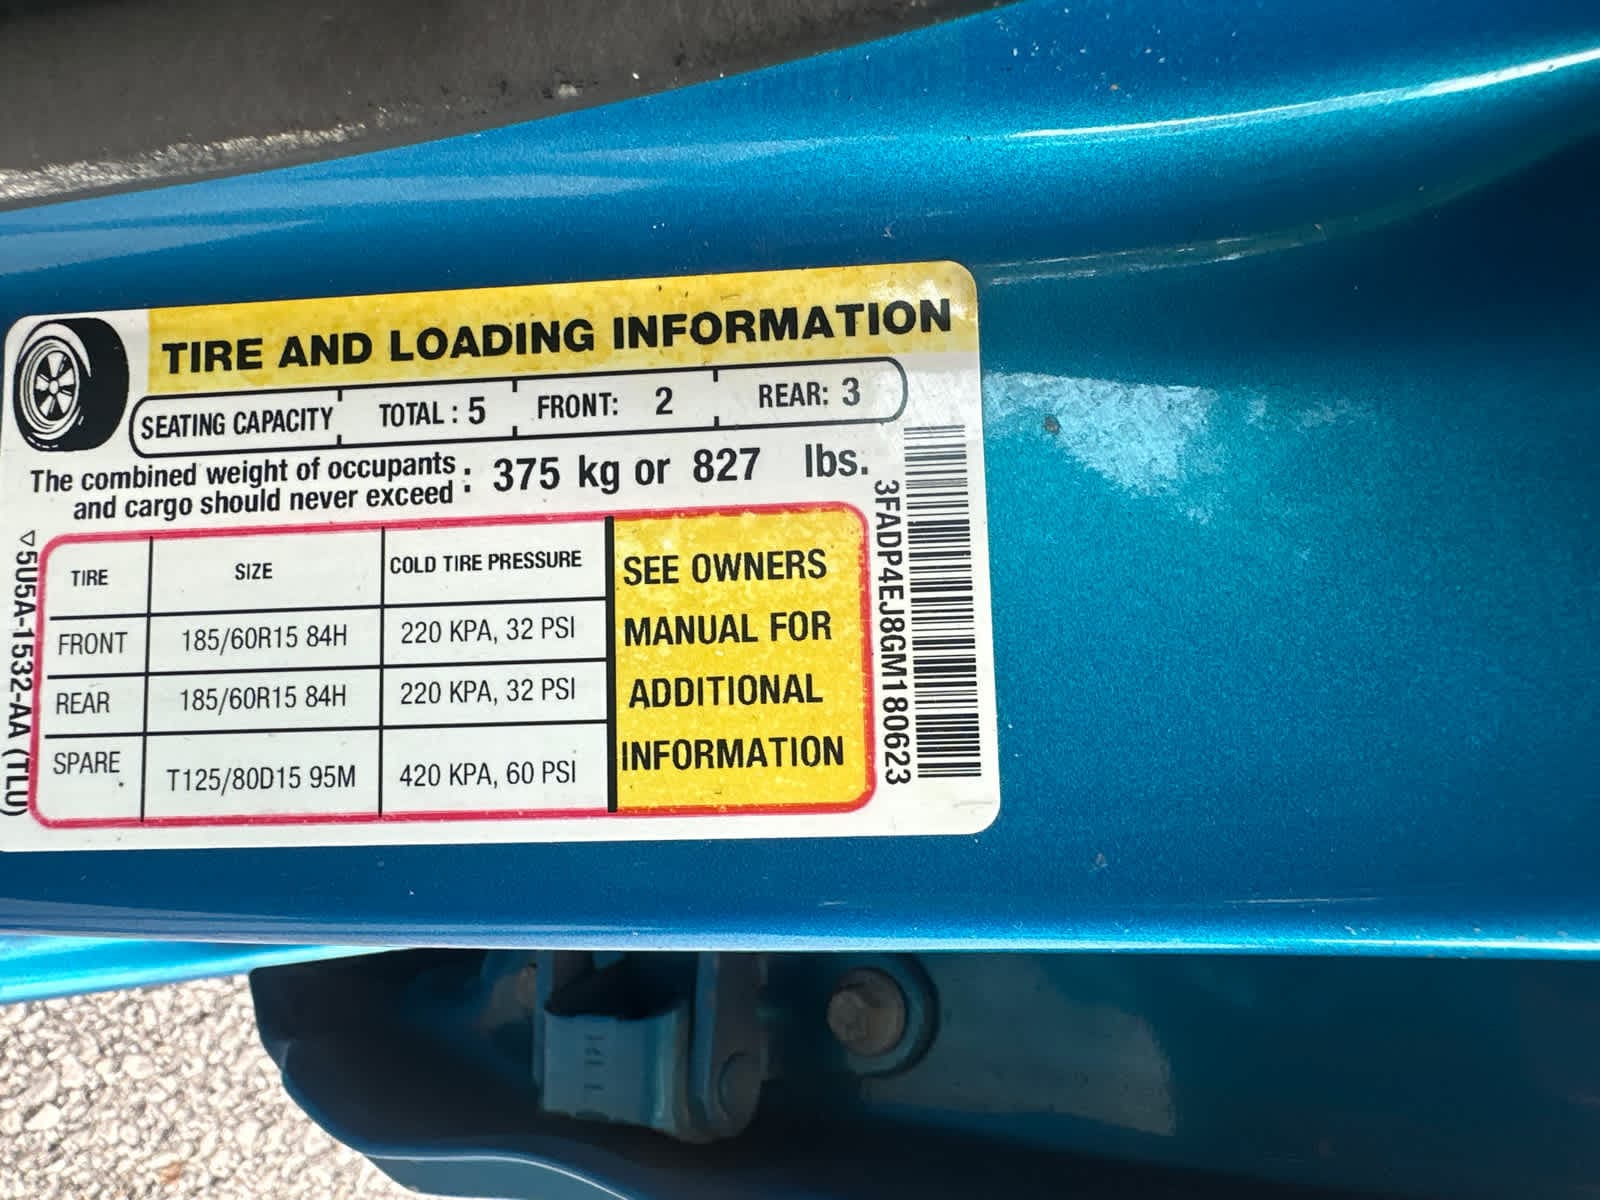 TIRE AND LOADING INFORMATION
SEATING CAPACITY TOTAL : 5 FRONT: 2 REAR: 3
The combined weight of occupants
and cargo should never exceed : 375 kg or 827 lbs.
TIRE SIZE COLD TIRE PRESSURE
FRONT 185/60R15 84H 220 KPA, 32 PSI
REAR 185/60R15 84H 220 KPA, 32 PSI
SPARE T125/80D15 95M 420 KPA, 60 PSI
SEE OWNERS
MANUAL FOR
ADDITIONAL
INFORMATION
5U5A-1532-AA (TLU)
3FADP4EJ8GM180623